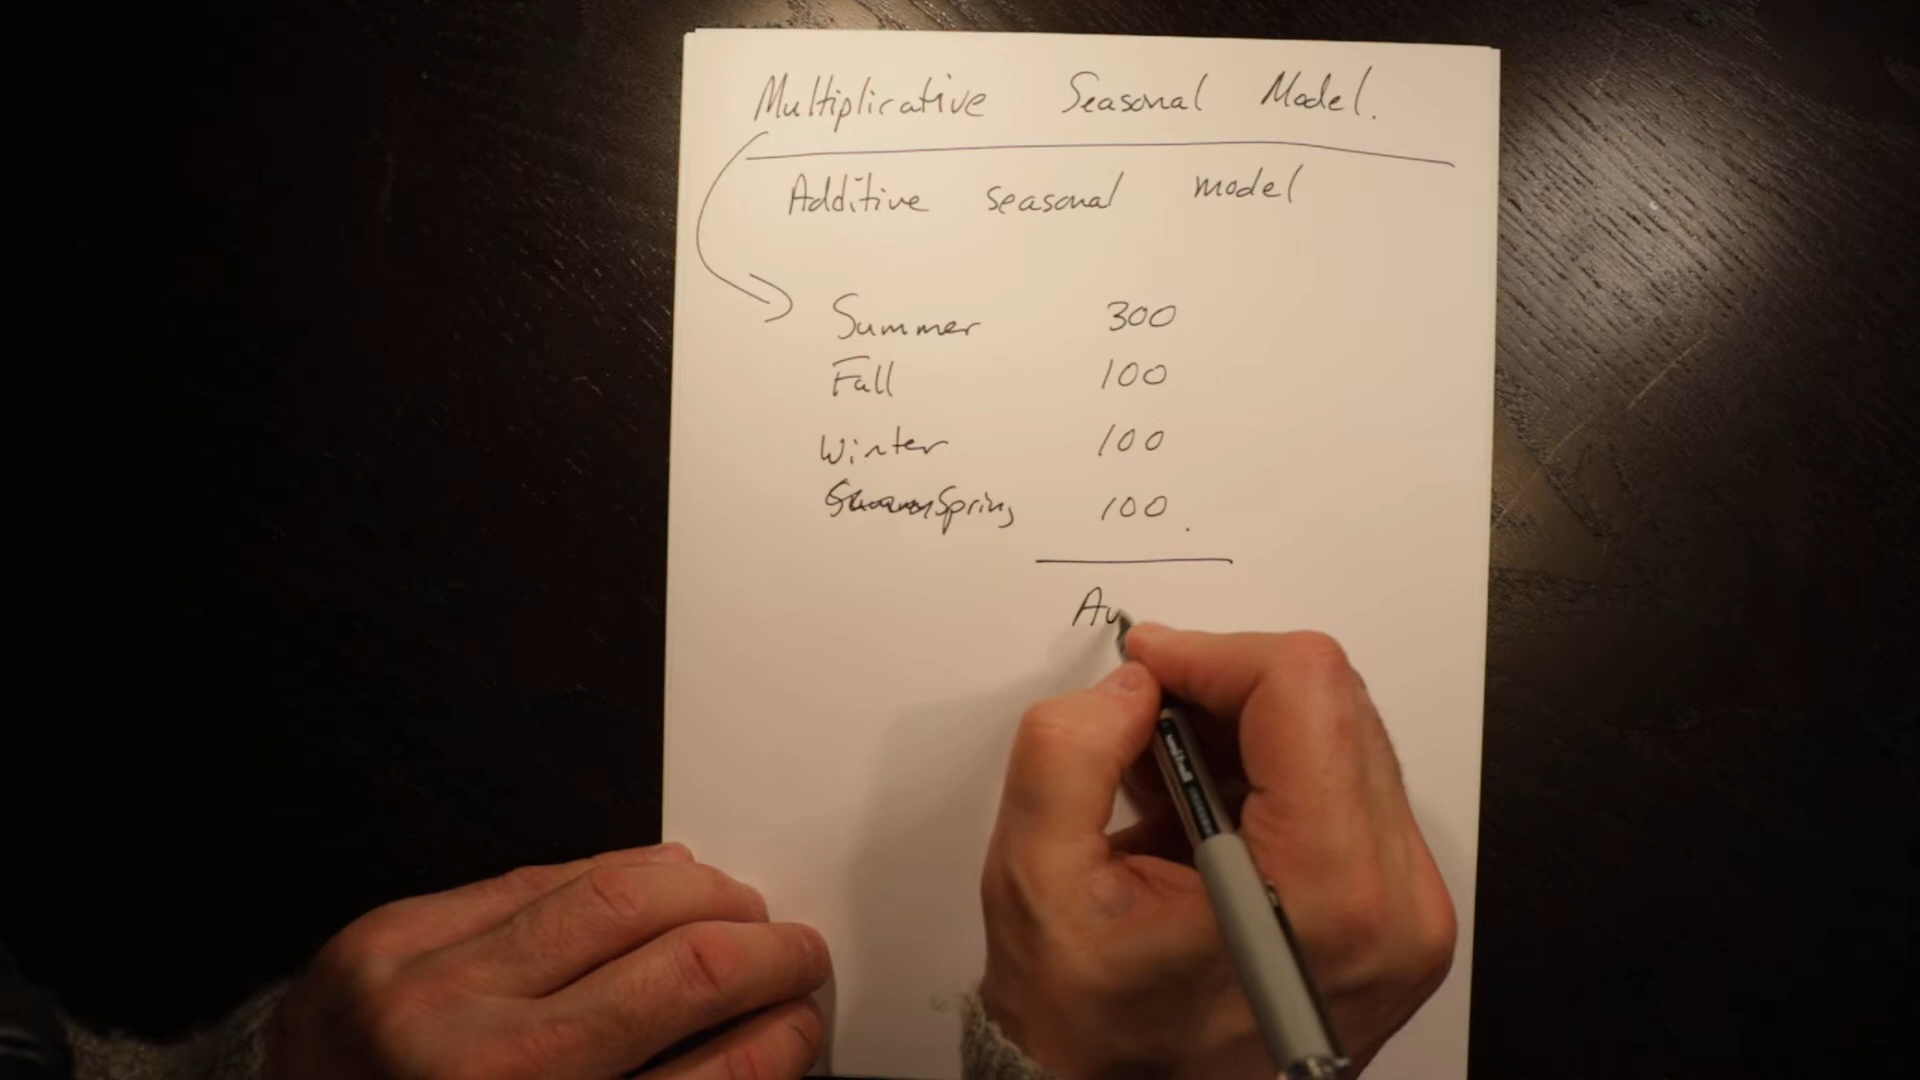 Multiplicative Seasonal Model.
Additive seasonal model
Summer 300
Fall 100
Winter 100
Spring 100.
Av